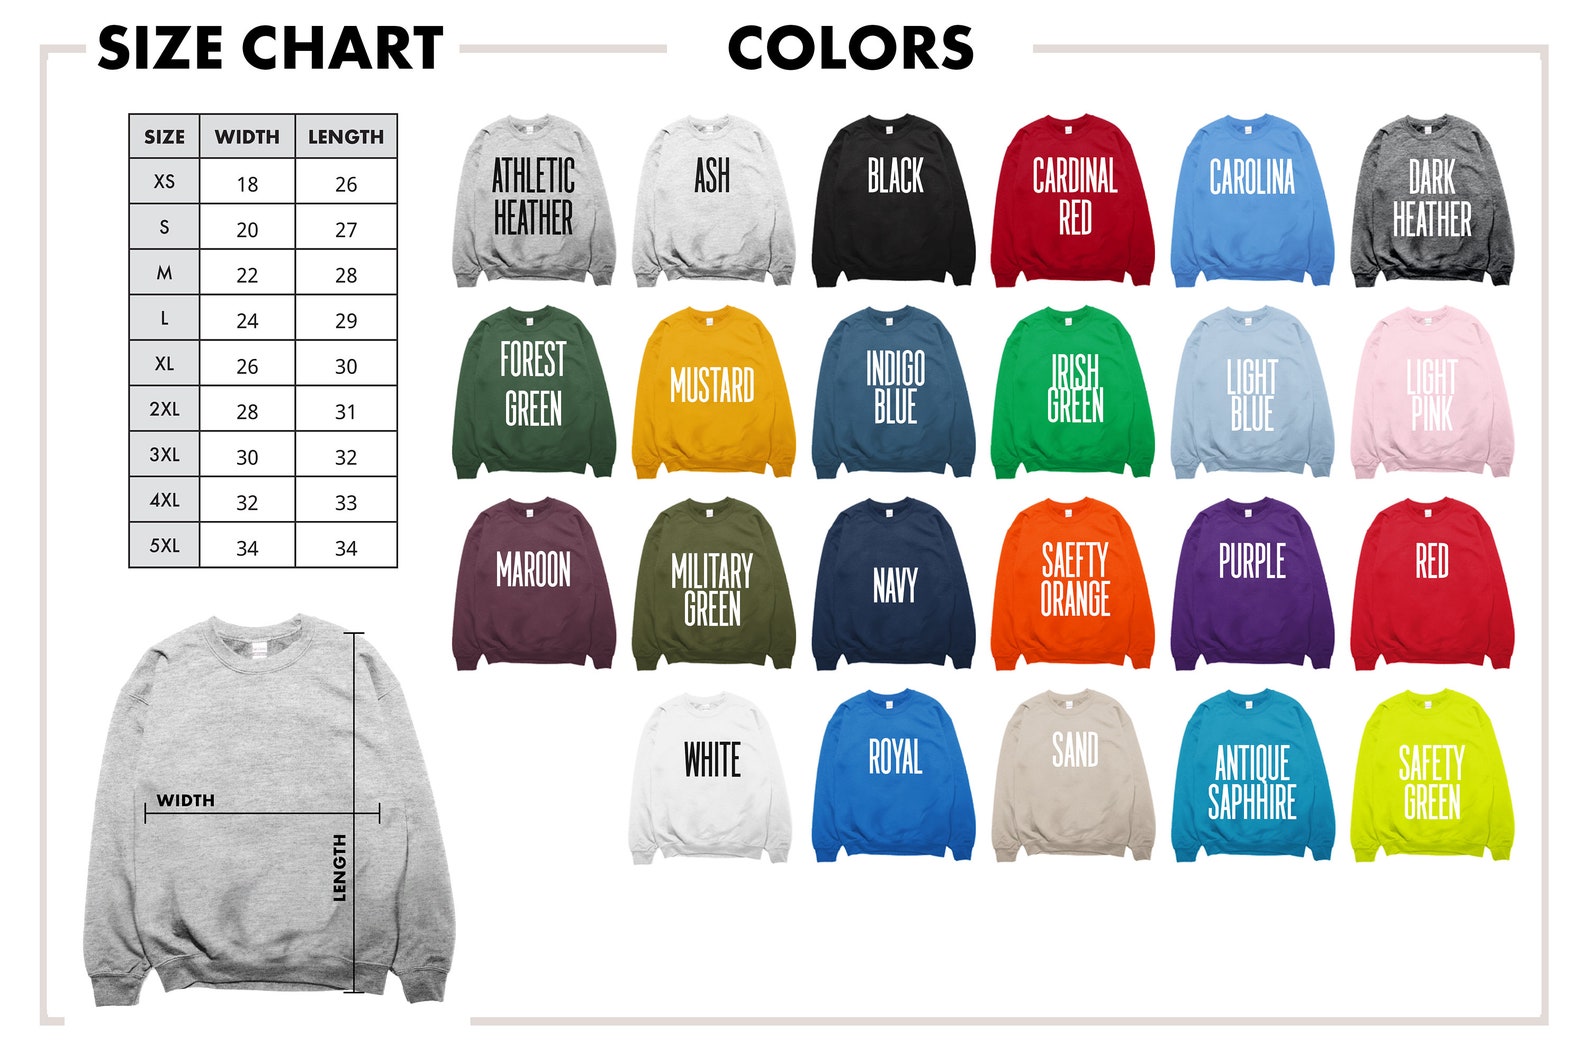 SIZE CHART
COLORS
SIZE WIDTH LENGTH
XS 18 26
S 20 27
M 22 28
L 24 29
XL 26 30
2XL 28 31
3XL 30 32
4XL 32 33
5XL 34 34
WIDTH
LENGTH
ATHLETIC
HEATHER
ASH
BLACK
CARDINAL
RED
CAROLINA
DARK
HEATHER
FOREST
GREEN
MUSTARD
INDIGO
BLUE
IRISH
GREEN
LIGHT
BLUE
LIGHT
PINK
MAROON
MILITARY
GREEN
NAVY
SAEFTY
ORANGE
PURPLE
RED
WHITE
ROYAL
SAND
ANTIQUE
SAPHHIRE
SAFETY
GREEN